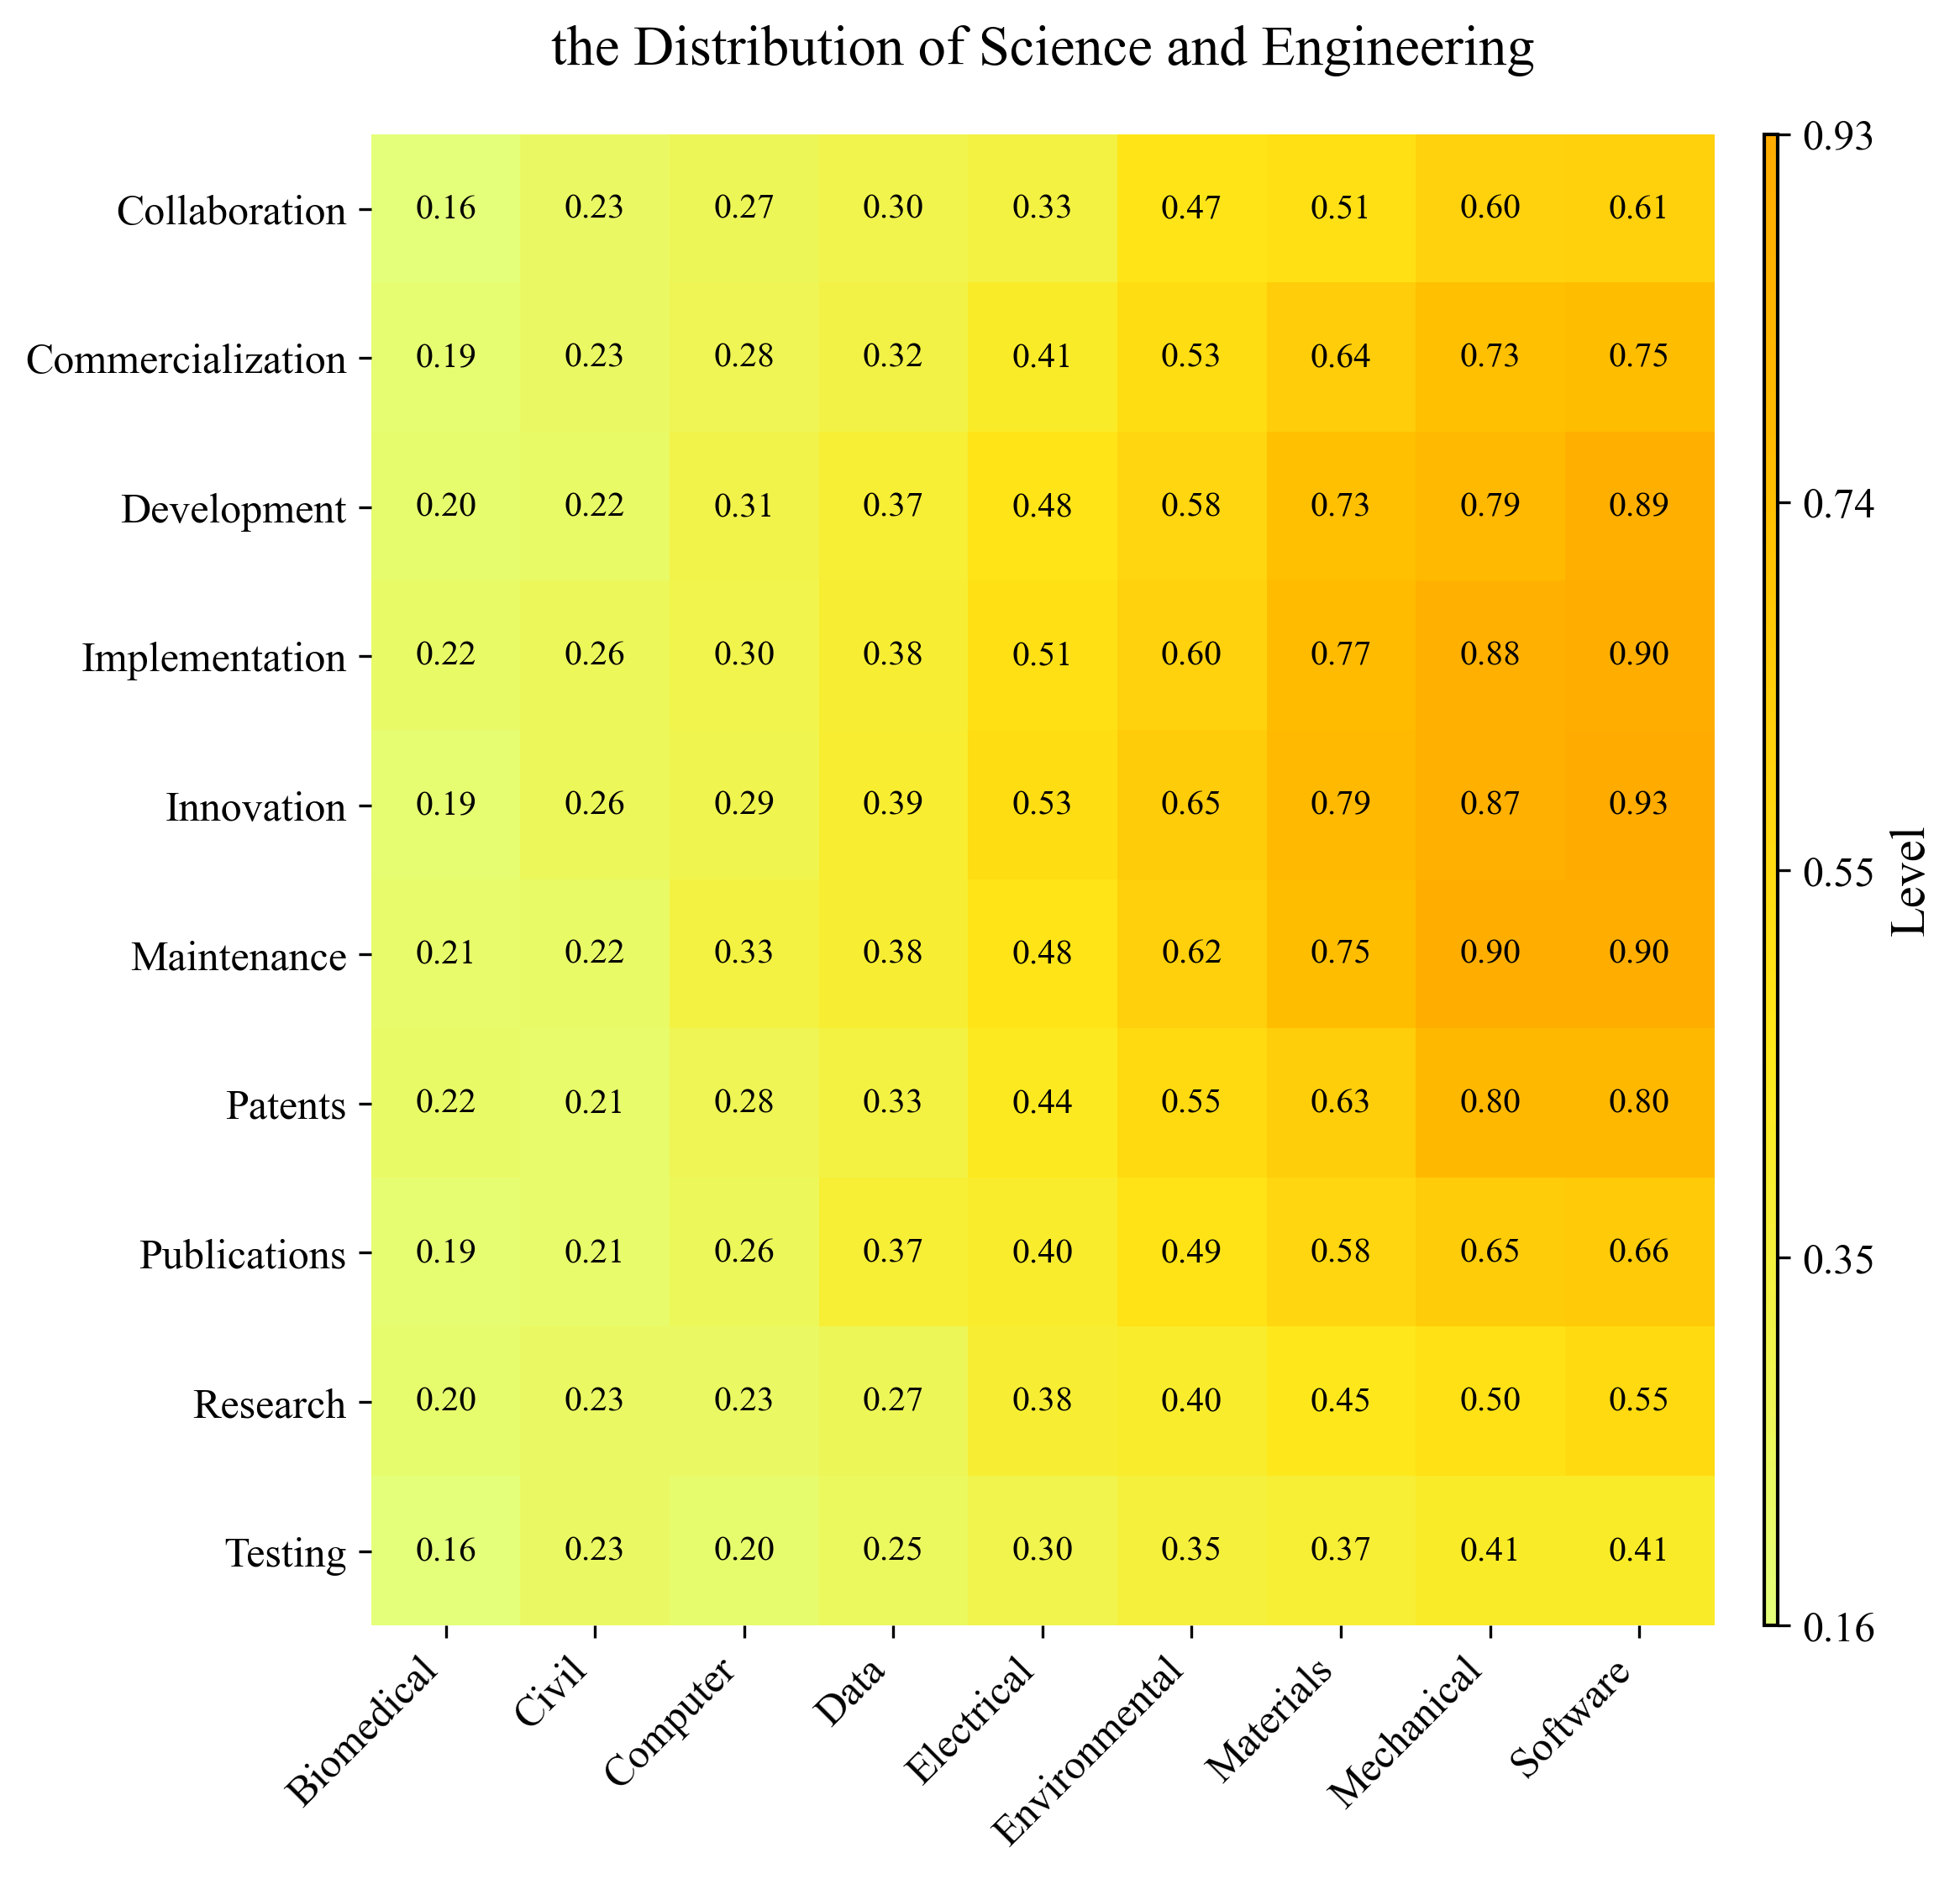 the Distribution of Science and Engineering
Collaboration 0.16 0.23 0.27 0.30 0.33 0.47 0.51 0.60 0.61
Commercialization 0.19 0.23 0.28 0.32 0.41 0.53 0.64 0.73 0.75
Development 0.20 0.22 0.31 0.37 0.48 0.58 0.73 0.79 0.89
Implementation 0.22 0.26 0.30 0.38 0.51 0.60 0.77 0.88 0.90
Innovation 0.19 0.26 0.29 0.39 0.53 0.65 0.79 0.87 0.93
Maintenance 0.21 0.22 0.33 0.38 0.48 0.62 0.75 0.90 0.90
Patents 0.22 0.21 0.28 0.33 0.44 0.55 0.63 0.80 0.80
Publications 0.19 0.21 0.26 0.37 0.40 0.49 0.58 0.65 0.66
Research 0.20 0.23 0.23 0.27 0.38 0.40 0.45 0.50 0.55
Testing 0.16 0.23 0.20 0.25 0.30 0.35 0.37 0.41 0.41
Biomedical Civil Computer Data Electrical Environmental Materials Mechanical Software
0.93
0.74
0.55
0.35
0.16
Level